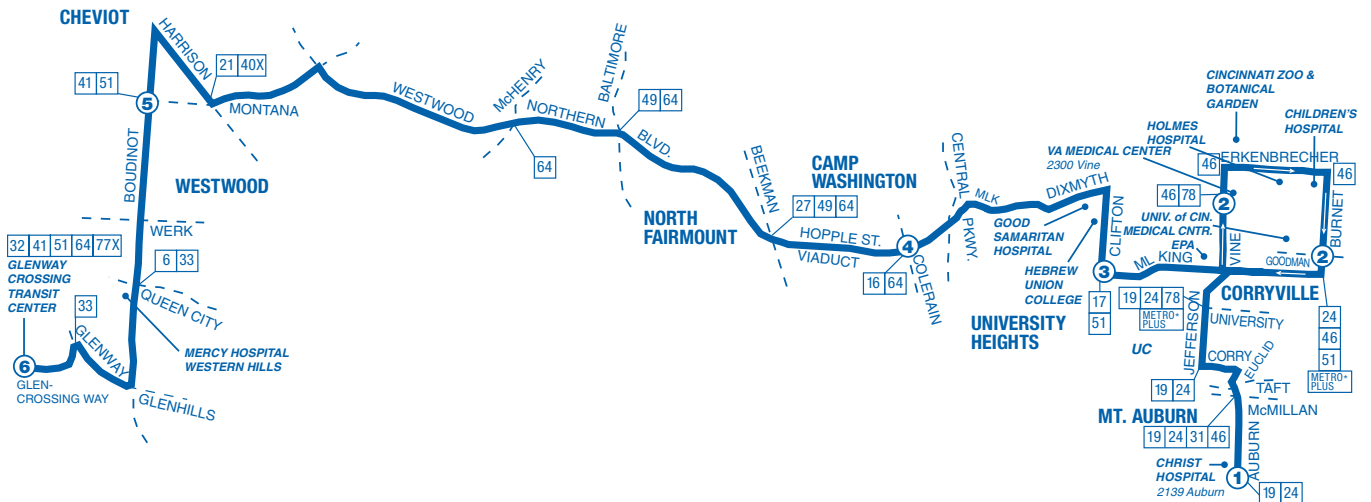 CHEVIOT
HARRISON
21 40X
41 51
5
MONTANA
BOUDINOT
WESTWOOD
WERK
32 41 51 64 77X
GLENWAY
CROSSING
TRANSIT
CENTER
6 33
QUEEN CITY
33
GLENWAY
MERCY HOSPITAL
WESTERN HILLS
6
GLEN-
CROSSING WAY
GLENHILLS
WESTWOOD
McHENRY
NORTHERN
64
BALTIMORE
49 64
BLVD.
BEEKMAN
NORTH
FAIRMOUNT
CAMP
WASHINGTON
27 49 64
HOPPLE ST.
VIADUCT
4
16 64
COLERAIN
CENTRAL
PKWY.
MLK
DIXMYTH
GOOD
SAMARITAN
HOSPITAL
CLIFTON
HEBREW
UNION
COLLEGE
3
17
51
UNIVERSITY
HEIGHTS
ML KING
EPA
CINCINNATI ZOO &
BOTANICAL
GARDEN
HOLMES
HOSPITAL
CHILDREN'S
HOSPITAL
VA MEDICAL CENTER
2300 Vine
46
ERKENBRECHER
46
46 78
2
UNIV. of CIN.
MEDICAL CNTR.
VINE
BURNET
GOODMAN
2
CORRYVILLE
19 24 78
METRO*
PLUS
UNIVERSITY
24
46
51
METRO*
PLUS
UC
JEFFERSON
CORRY
EUCLID
19 24
TAFT
MT. AUBURN
McMILLAN
19 24 31 46
AUBURN
CHRIST
HOSPITAL
2139 Auburn
1
19 24